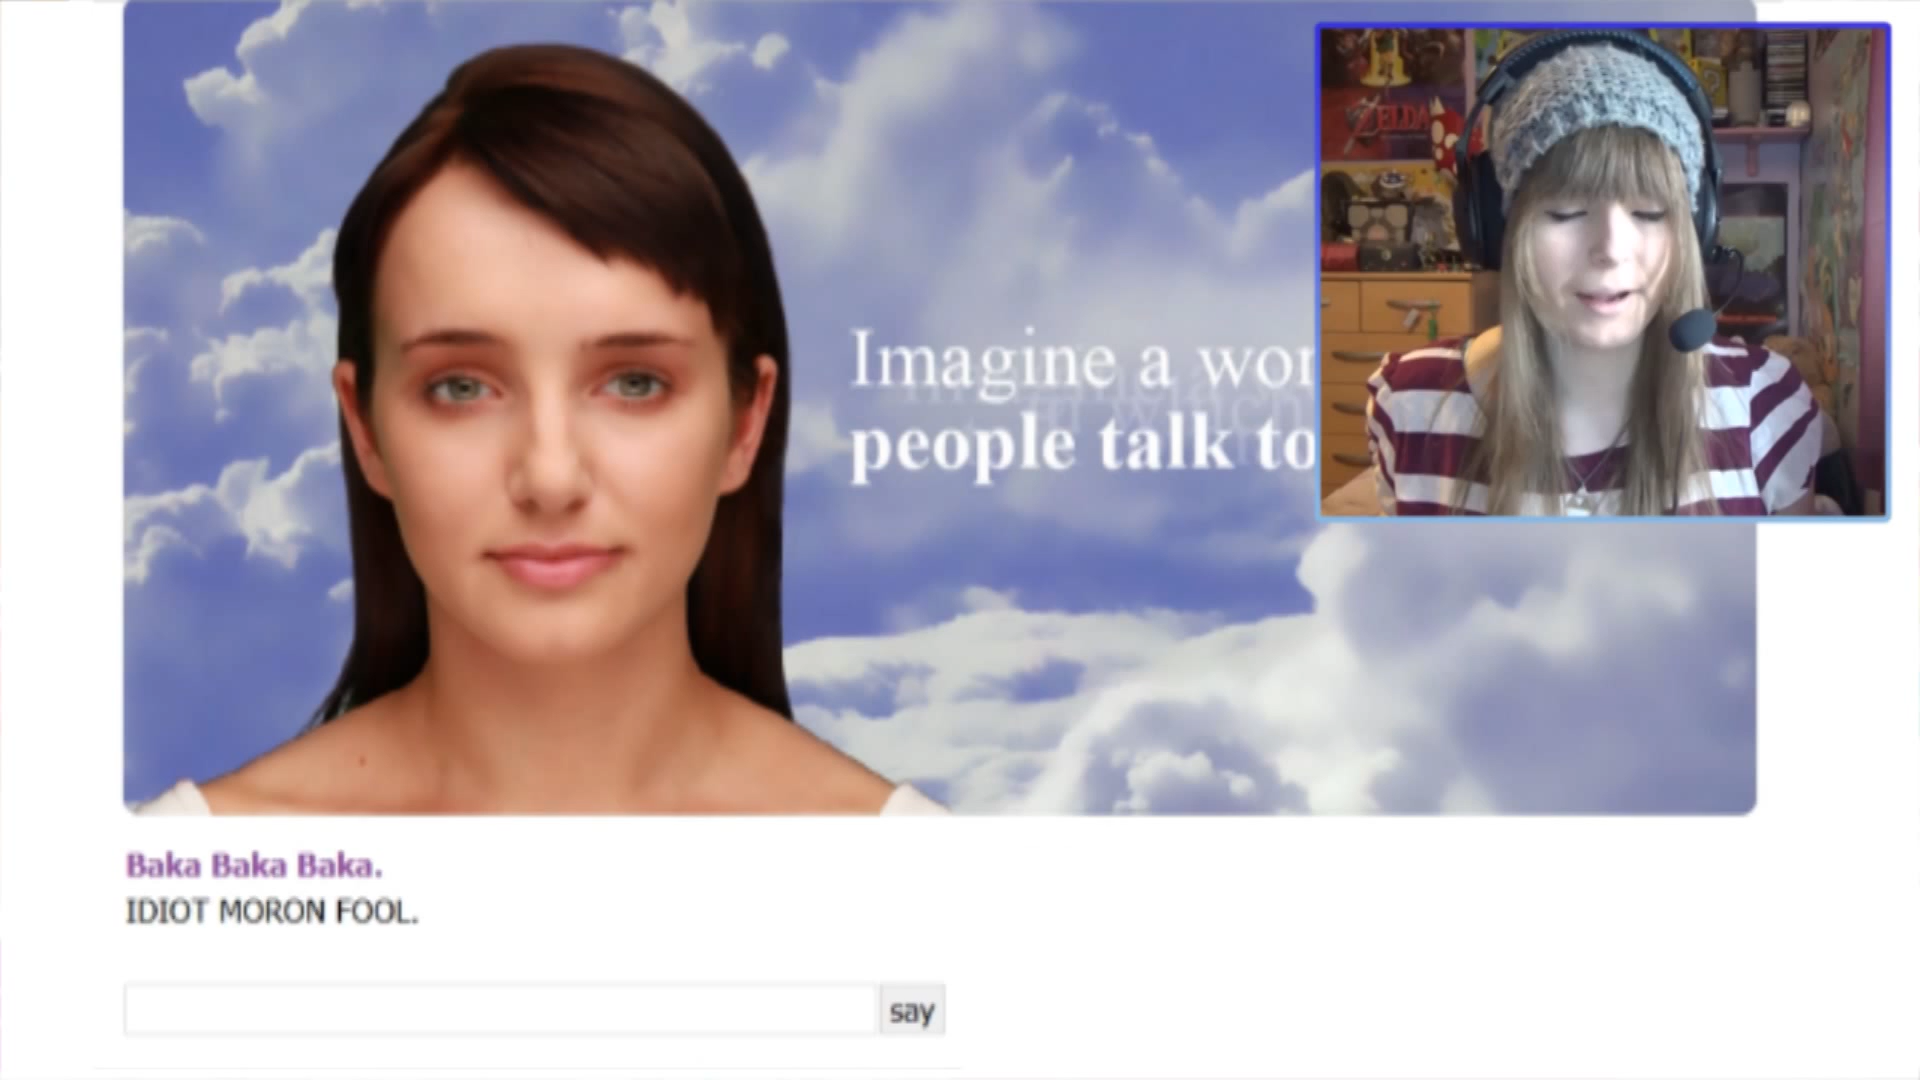 Imagine a wor
people talk to
ZELDA
Baka Baka Baka.
IDIOT MORON FOOL.
say